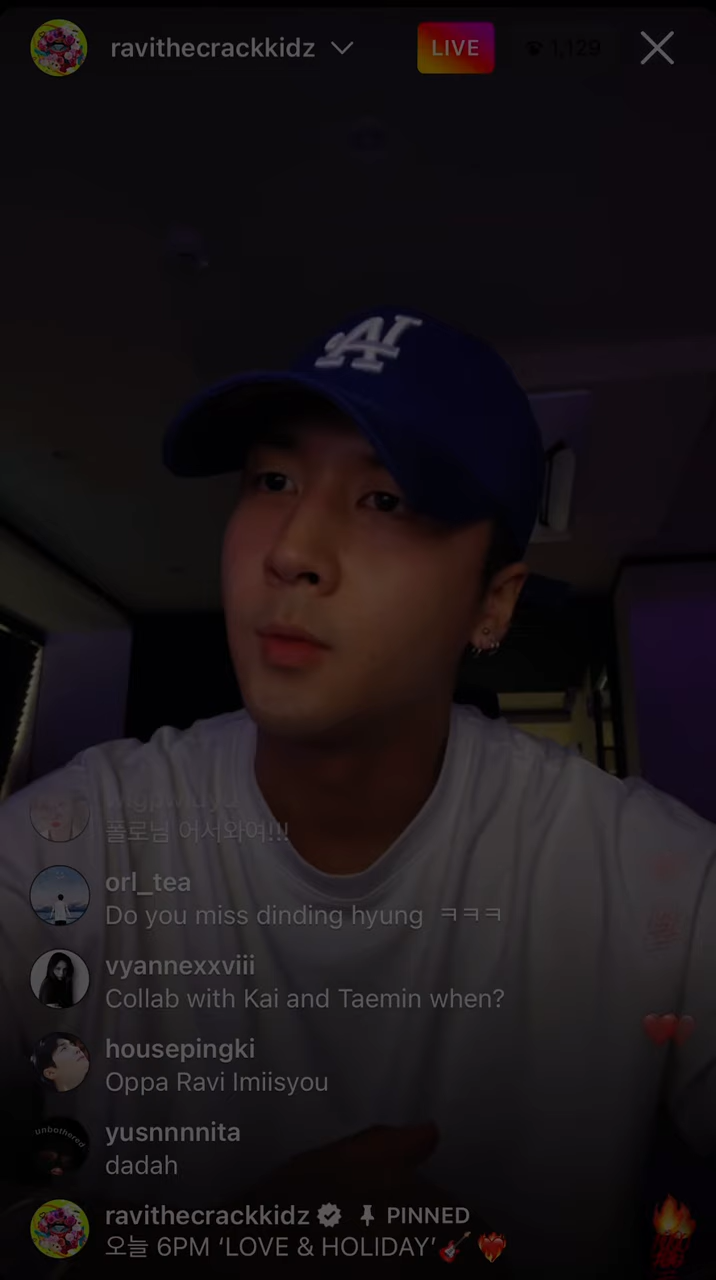 ravithecrackkidz
LIVE
1,129
LA
폴로님 어서와여!!!
orl_tea
Do you miss dinding hyung ㅋㅋㅋ
vyannexxviii
Collab with Kai and Taemin when?
housepingki
Oppa Ravi Imiisyou
unbothered
yusnnnnita
dadah
ravithecrackkidz PINNED
오늘 6PM ‘LOVE & HOLIDAY’🎸❤️‍🔥